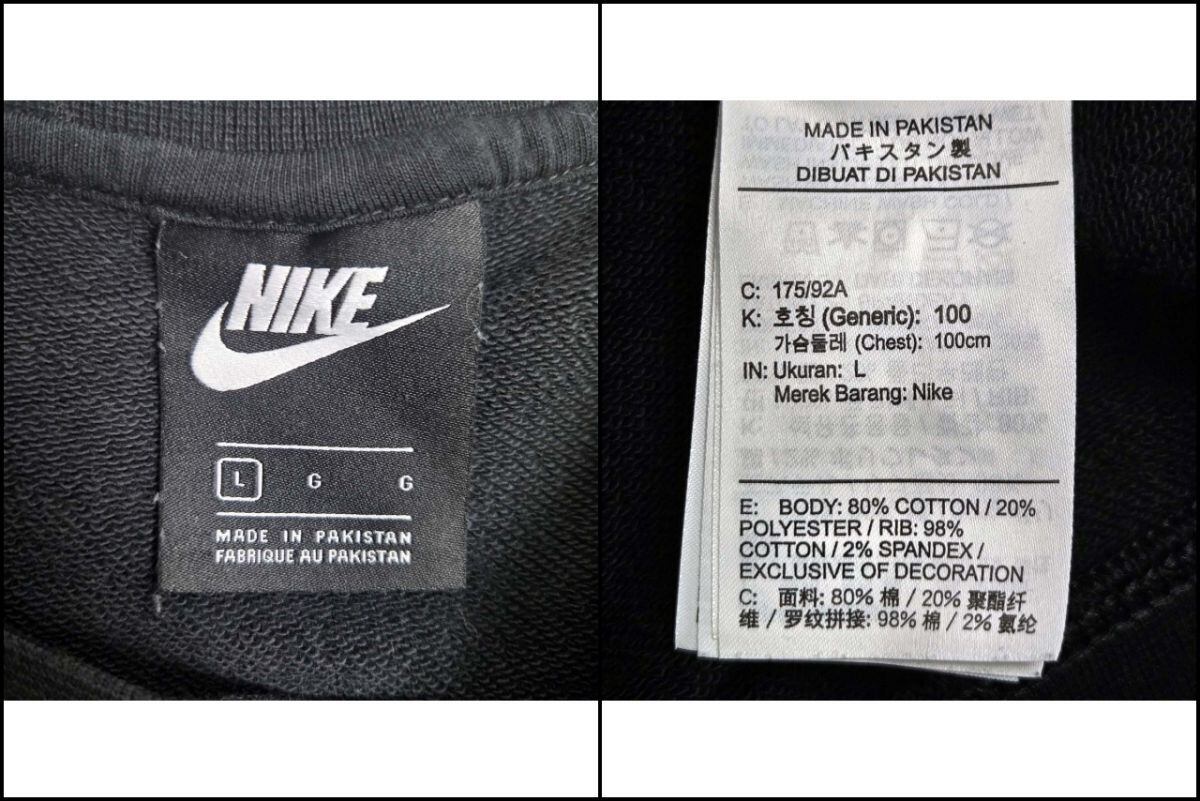 NIKE
L G G
MADE IN PAKISTAN
FABRIQUE AU PAKISTAN
MADE IN PAKISTAN
パキスタン製
DIBUAT DI PAKISTAN
C: 175/92A
K: 호칭 (Generic): 100
가슴둘레 (Chest): 100cm
IN: Ukuran: L
Merek Barang: Nike
E: BODY: 80% COTTON / 20%
POLYESTER / RIB: 98%
COTTON / 2% SPANDEX /
EXCLUSIVE OF DECORATION
C: 面料: 80% 棉 / 20% 聚酯纤
维 / 罗纹拼接: 98% 棉 / 2% 氨纶